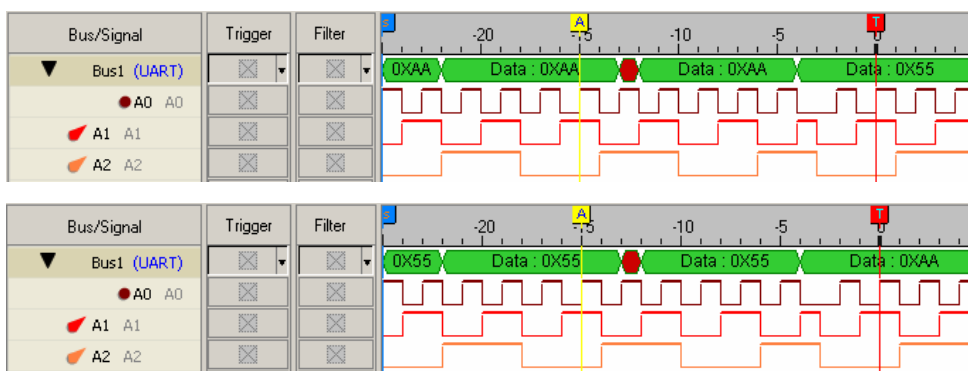 Bus/Signal Trigger Filter s -20 A -15 -10 -5 T 0
Bus1 (UART) 0XAA Data : 0XAA Data : 0XAA Data : 0X55
A0 A0
A1 A1
A2 A2
Bus/Signal Trigger Filter s -20 A -15 -10 -5 T 0
Bus1 (UART) 0X55 Data : 0X55 Data : 0X55 Data : 0XAA
A0 A0
A1 A1
A2 A2